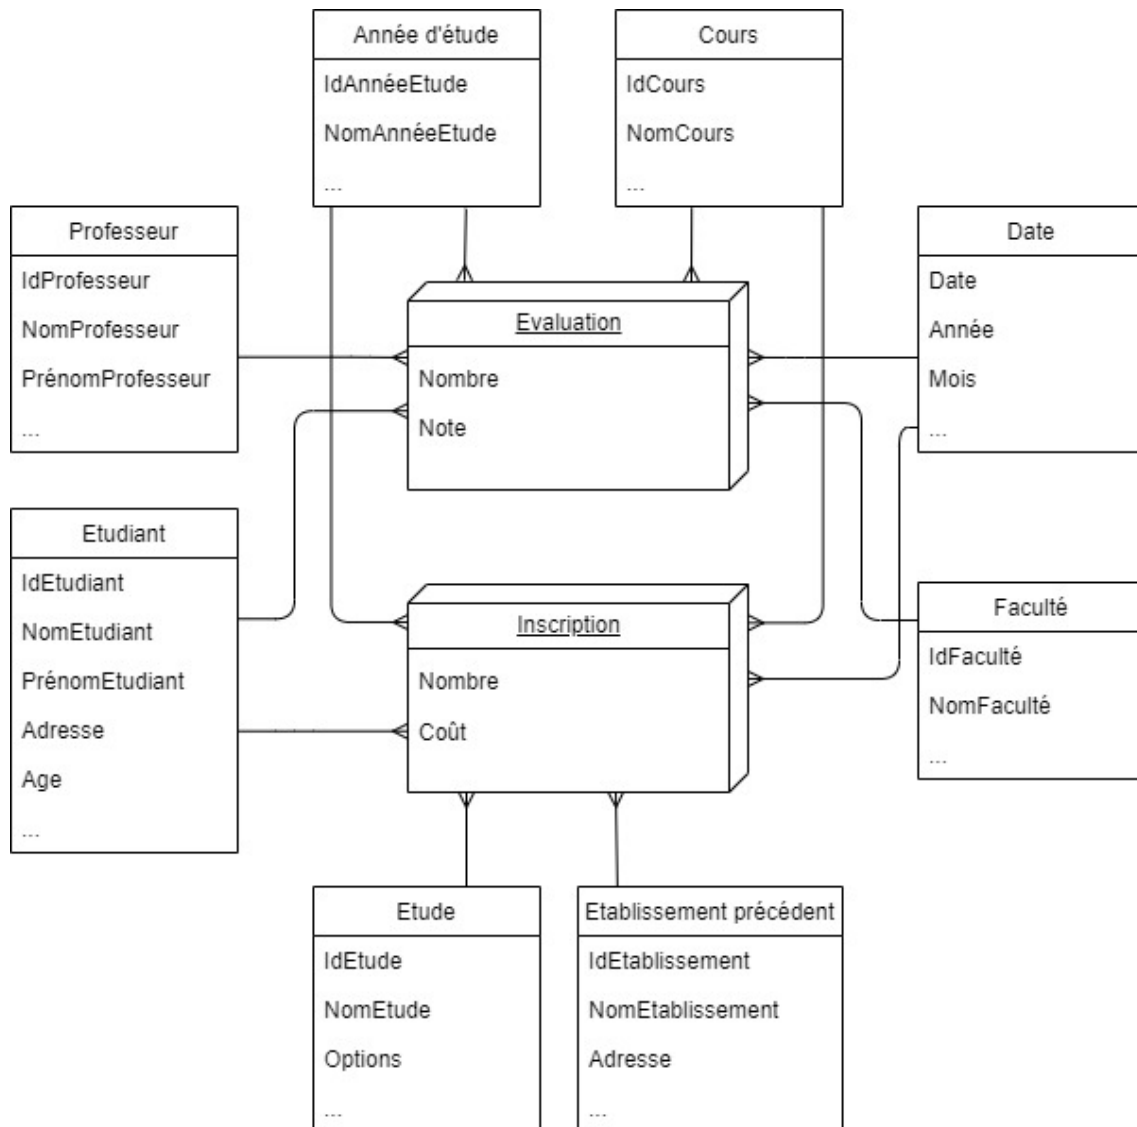 Année d'étude
IdAnnéeEtude
NomAnnéeEtude
...
Cours
IdCours
NomCours
...
Professeur
IdProfesseur
NomProfesseur
PrénomProfesseur
...
Evaluation
Nombre
Note
Date
Date
Année
Mois
...
Etudiant
IdEtudiant
NomEtudiant
PrénomEtudiant
Adresse
Age
...
Inscription
Nombre
Coût
Faculté
IdFaculté
NomFaculté
...
Etude
IdEtude
NomEtude
Options
...
Etablissement précédent
IdEtablissement
NomEtablissement
Adresse
...